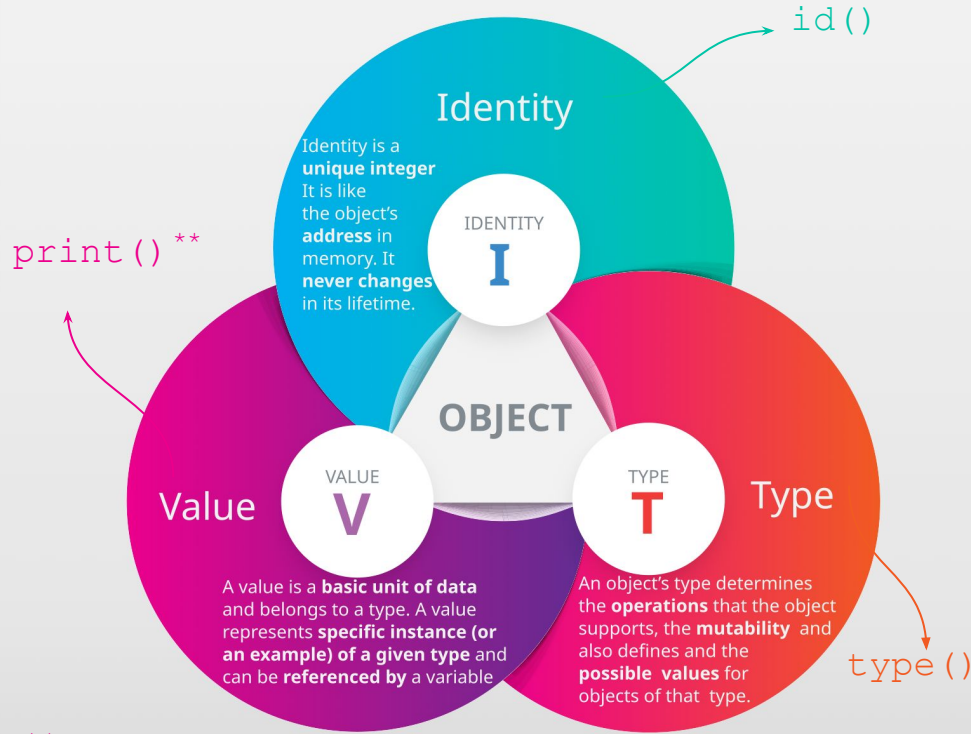 id()
Identity
Identity is a
unique integer
It is like
the object's
address in
memory. It
never changes
in its lifetime.
IDENTITY
I
print()**
OBJECT
VALUE
V
Value
TYPE
T
Type
A value is a basic unit of data
and belongs to a type. A value
represents specific instance (or
an example) of a given type and
can be referenced by a variable
An object's type determines
the operations that the object
supports, the mutability and
also defines and the
possible values for
objects of that type.
type()